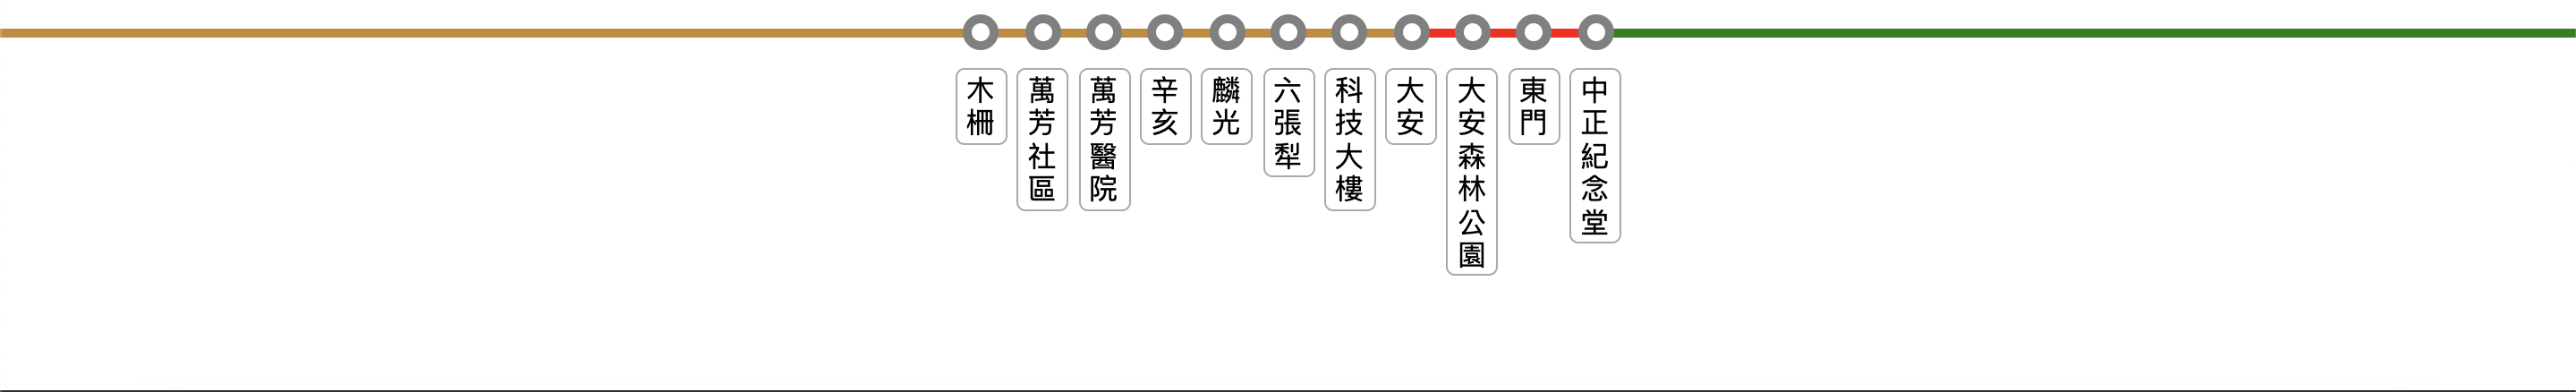 木柵
萬芳社區
萬芳醫院
辛亥
麟光
六張犁
科技大樓
大安
大安森林公園
東門
中正紀念堂